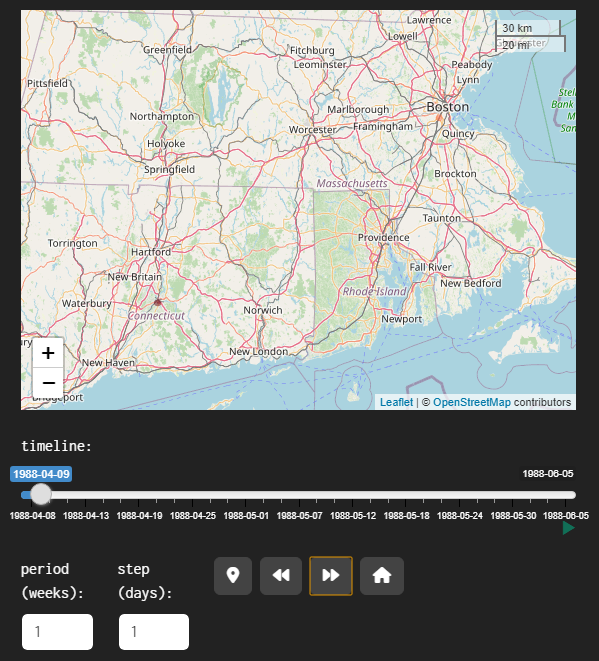 Lawrence
Lowell
30 km
20 mi
Gloucester
Greenfield
Fitchburg
Leominster
Peabody
Lynn
Pittsfield
Northampton
Marlborough
Boston
Worcester
Framingham
Quincy
Holyoke
Springfield
Brockton
Massachusetts
Taunton
Torrington
Hartford
Providence
New Britain
Fall River
New Bedford
Waterbury
Rhode Island
Norwich
Connecticut
Newport
+
New London
New Haven
−
Bridgeport
Leaflet | © OpenStreetMap contributors
timeline:
1988-04-09
1988-06-05
1988-04-08 1988-04-13 1988-04-19 1988-04-25 1988-05-01 1988-05-07 1988-05-12 1988-05-18 1988-05-24 1988-05-30 1988-06-05
period
(weeks):
step
(days):
1
1